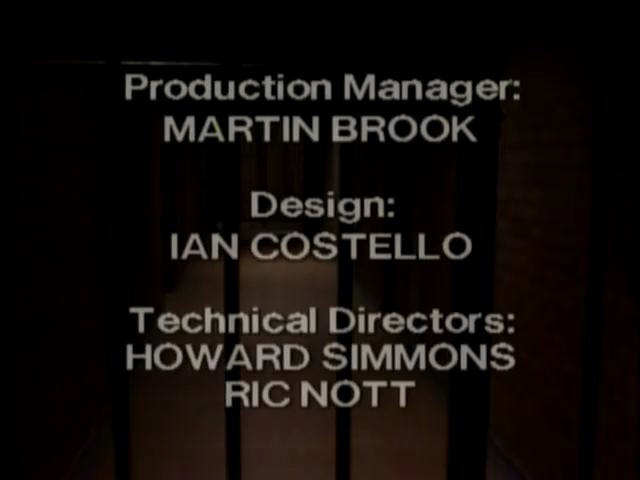 Production Manager:
MARTIN BROOK
Design:
IAN COSTELLO
Technical Directors:
HOWARD SIMMONS
RIC NOTT